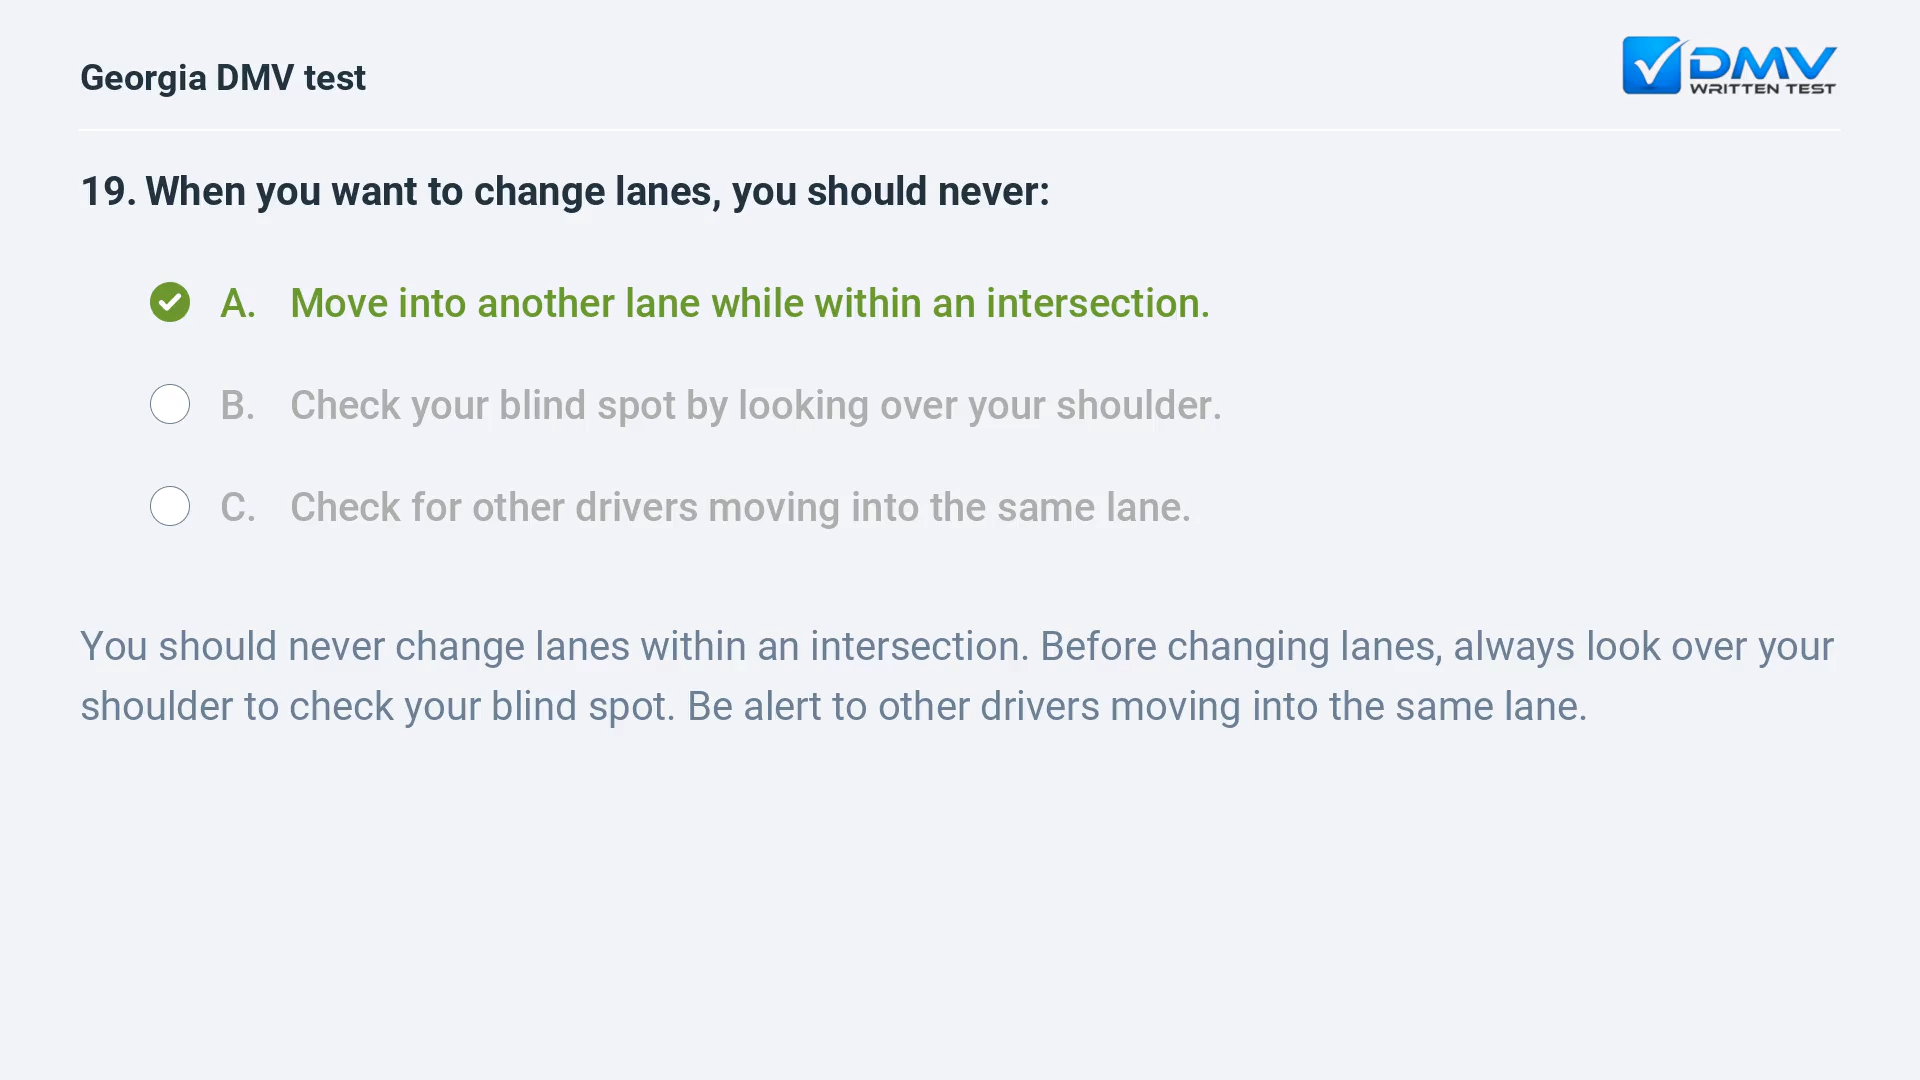 Georgia DMV test
DMV
WRITTEN TEST
19. When you want to change lanes, you should never:
A. Move into another lane while within an intersection.
B. Check your blind spot by looking over your shoulder.
C. Check for other drivers moving into the same lane.
You should never change lanes within an intersection. Before changing lanes, always look over your
shoulder to check your blind spot. Be alert to other drivers moving into the same lane.